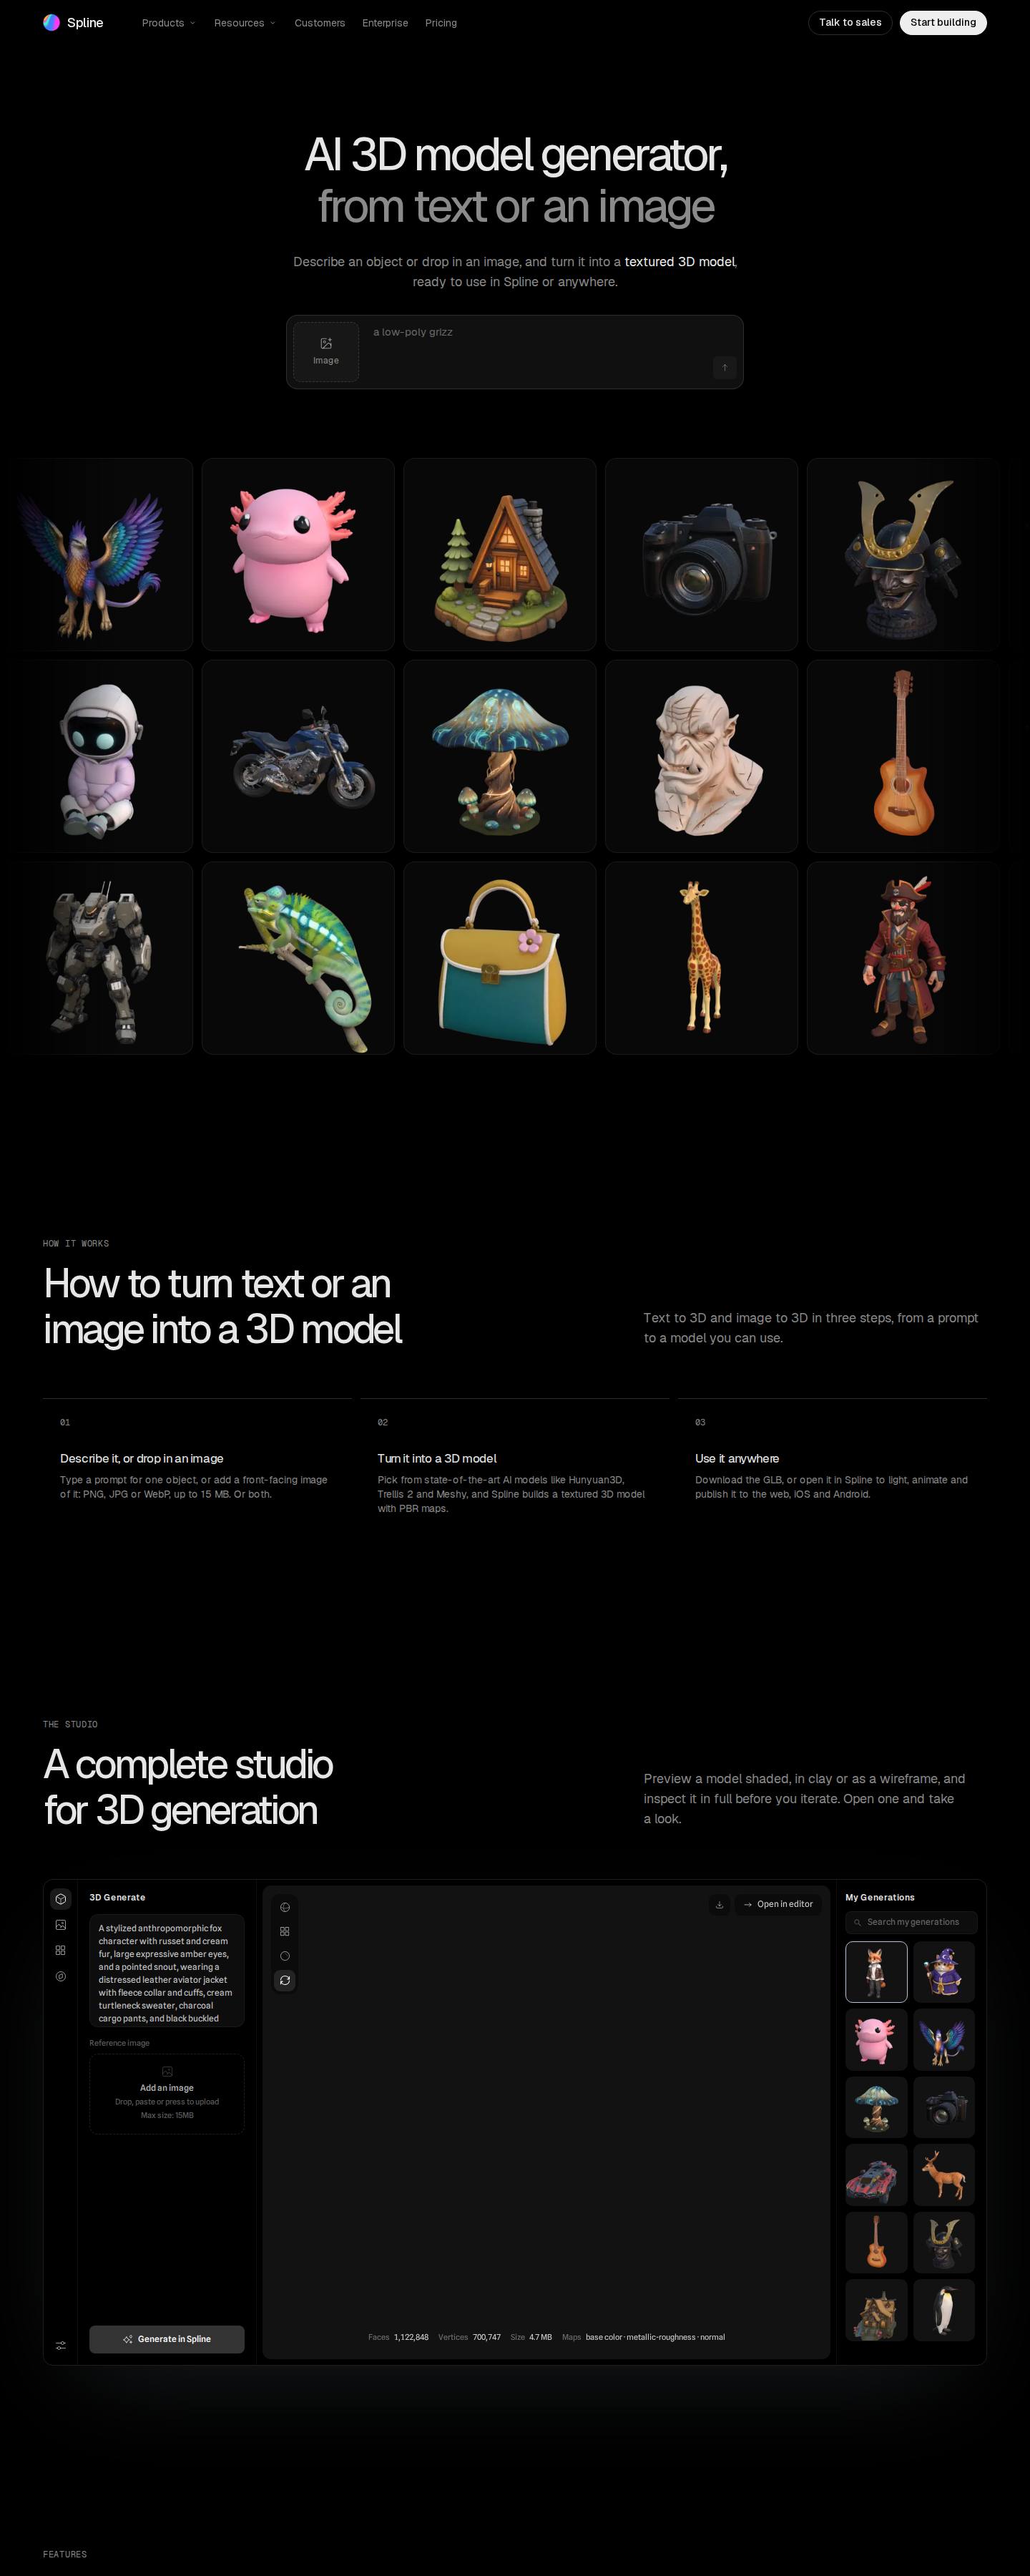 Spline
Products
Resources
Customers
Enterprise
Pricing
Talk to sales
Start building
AI 3D model generator,
from text or an image
Describe an object or drop in an image, and turn it into a textured 3D model,
ready to use in Spline or anywhere.
Image
a low-poly grizz
HOW IT WORKS
How to turn text or an
image into a 3D model
Text to 3D and image to 3D in three steps, from a prompt
to a model you can use.
01
Describe it, or drop in an image
Type a prompt for one object, or add a front-facing image
of it: PNG, JPG or WebP, up to 15 MB. Or both.
02
Turn it into a 3D model
Pick from state-of-the-art AI models like Hunyuan3D,
Trellis 2 and Meshy, and Spline builds a textured 3D model
with PBR maps.
03
Use it anywhere
Download the GLB, or open it in Spline to light, animate and
publish it to the web, iOS and Android.
THE STUDIO
A complete studio
for 3D generation
Preview a model shaded, in clay or as a wireframe, and
inspect it in full before you iterate. Open one and take
a look.
3D Generate
A stylized anthropomorphic fox
character with russet and cream
fur, large expressive amber eyes,
and a pointed snout, wearing a
distressed leather aviator jacket
with fleece collar and cuffs, cream
turtleneck sweater, charcoal
cargo pants, and black buckled
Reference image
Add an image
Drop, paste or press to upload
Max size: 15MB
Generate in Spline
Open in editor
Faces 1,122,848 Vertices 700,747 Size 4.7 MB Maps base color · metallic-roughness · normal
My Generations
Search my generations
FEATURES